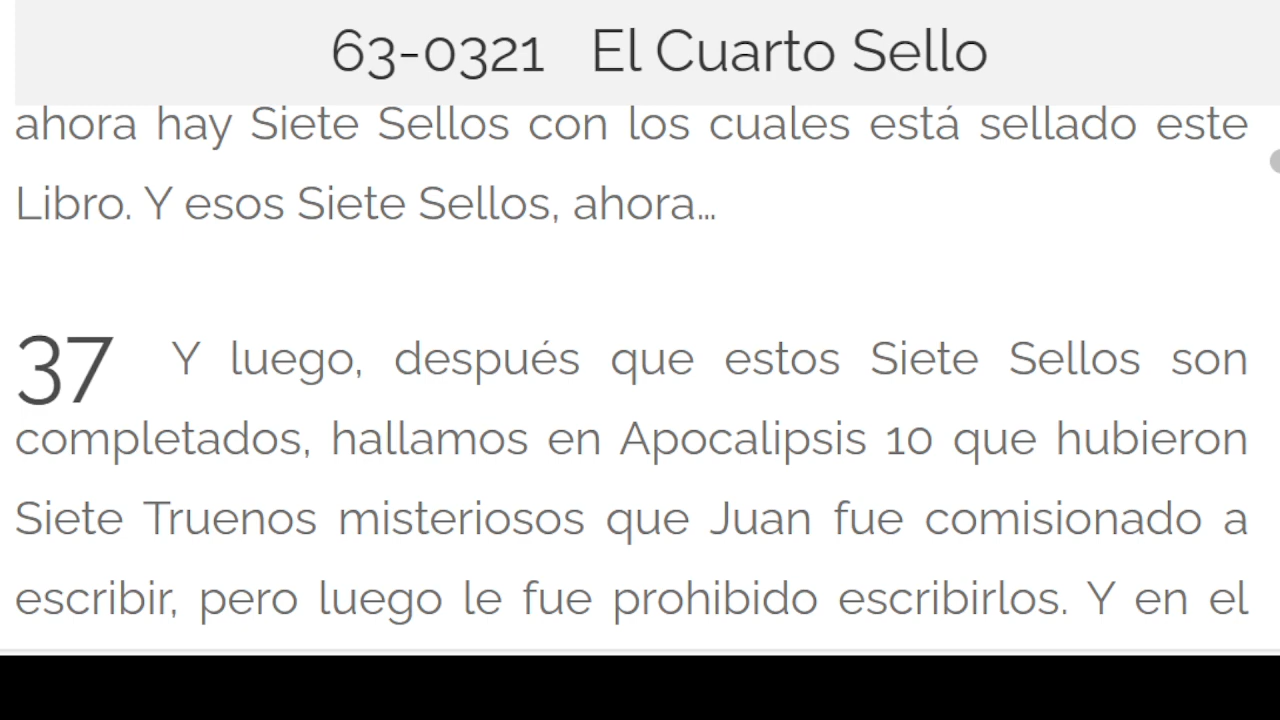 63-0321 El Cuarto Sello
ahora hay Siete Sellos con los cuales está sellado este
Libro. Y esos Siete Sellos, ahora…
37 Y luego, después que estos Siete Sellos son
completados, hallamos en Apocalipsis 10 que hubieron
Siete Truenos misteriosos que Juan fue comisionado a
escribir, pero luego le fue prohibido escribirlos. Y en el